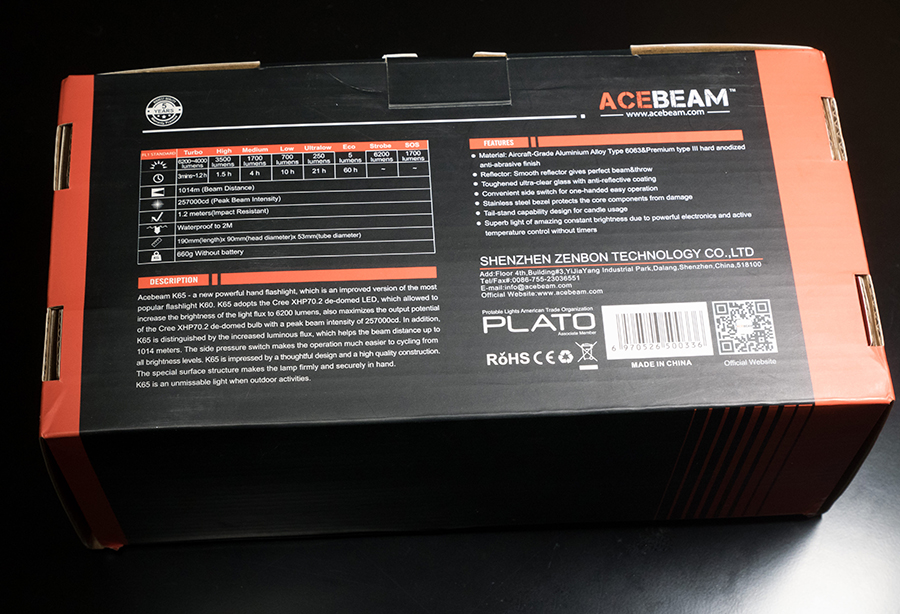 5
YEARS
ACEBEAM™
www.acebeam.com
FL1 STANDARD Turbo High Medium Low Ultralow Eco Strobe SOS
6200~4000 lumens 3500 lumens 1700 lumens 700 lumens 250 lumens 5 lumens 6200 lumens 1700 lumens
3mins~1.2h 1.5 h 4 h 10 h 21 h 60 h – –
1014m (Beam Distance)
257000cd (Peak Beam Intensity)
1.2 meters(Impact Resistant)
Waterproof to 2M
190mm(length)x 90mm(head diameter)x 53mm(tube diameter)
660g Without battery
DESCRIPTION
Acebeam K65 - a new powerful hand flashlight, which is an improved version of the most
popular flashlight K60. K65 adopts the Cree XHP70.2 de-domed LED, which allowed to
increase the brightness of the light flux to 6200 lumens, also maximizes the output potential
of the Cree XHP70.2 de-domed bulb with a peak beam intensity of 257000cd. In addition,
K65 is distinguished by the increased luminous flux, which helps the beam distance up to
1014 meters. The side pressure switch makes the operation much easier to cycling from
all brightness levels. K65 is impressed by a thoughtful design and a high quality construction.
The special surface structure makes the lamp firmly and securely in hand.
K65 is an unmissable light when outdoor activities.
FEATURES
● Material: Aircraft-Grade Aluminium Alloy Type 6063&Premium type III hard anodized
anti-abrasive finish
● Reflector: Smooth reflector gives perfect beam&throw
● Toughened ultra-clear glass with anti-reflective coating
● Convenient side switch for one-handed easy operation
● Stainless steel bezel protects the core components from damage
● Tail-stand capability design for candle usage
● Superb light of amazing constant brightness due to powerful electronics and active
temperature control without timers
SHENZHEN ZENBON TECHNOLOGY CO.,LTD
Add:Floor 4th,Building#3,YiJiaYang Industrial Park,Dalang,Shenzhen,China,518100
Tel/Fax#:0086-755-23036551
E-mail:info@acebeam.com
Official Website:www.acebeam.com
Protable Lights American Trade Organization
PLATO
Associate Member
RoHS CE
6 970526 500336
MADE IN CHINA
Official Website